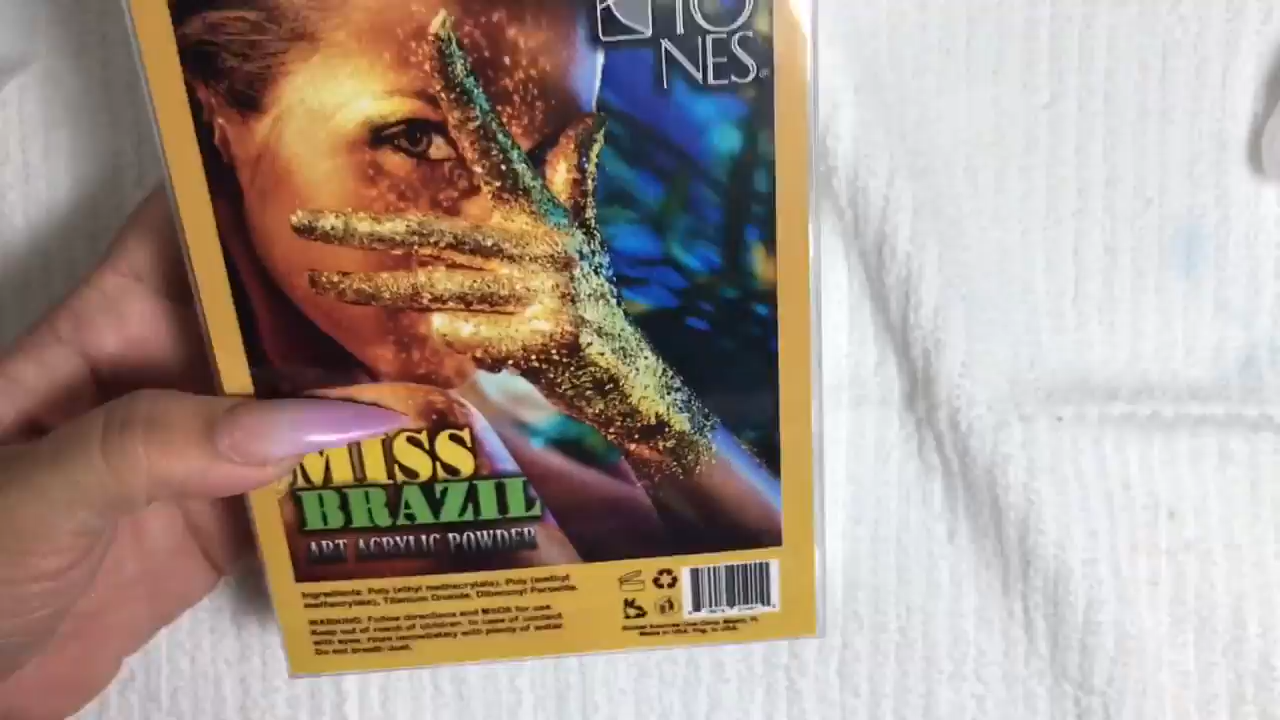 TO
NES
MISS
BRAZIL
ART ACRYLIC POWDER
Ingredients: Poly (ethyl methacrylate), Poly (methyl
methacrylate), Titanium Dioxide, Dibenzoyl Peroxide.
WARNING: Follow directions and MSDS for use.
Keep out of reach of children. In case of contact
with eyes, rinse immediately with plenty of water.
Do not breath dust.
Made in USA.